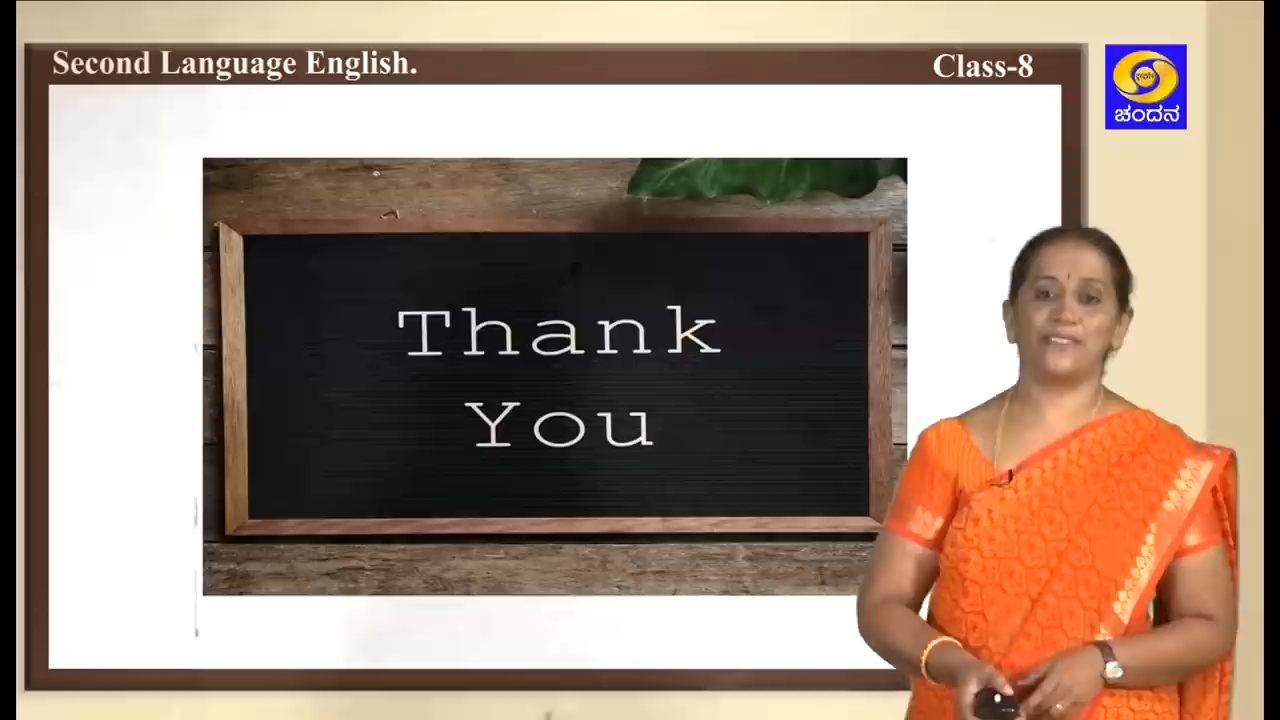 Second Language English.
Class-8
ಚಂದನ
Thank
You